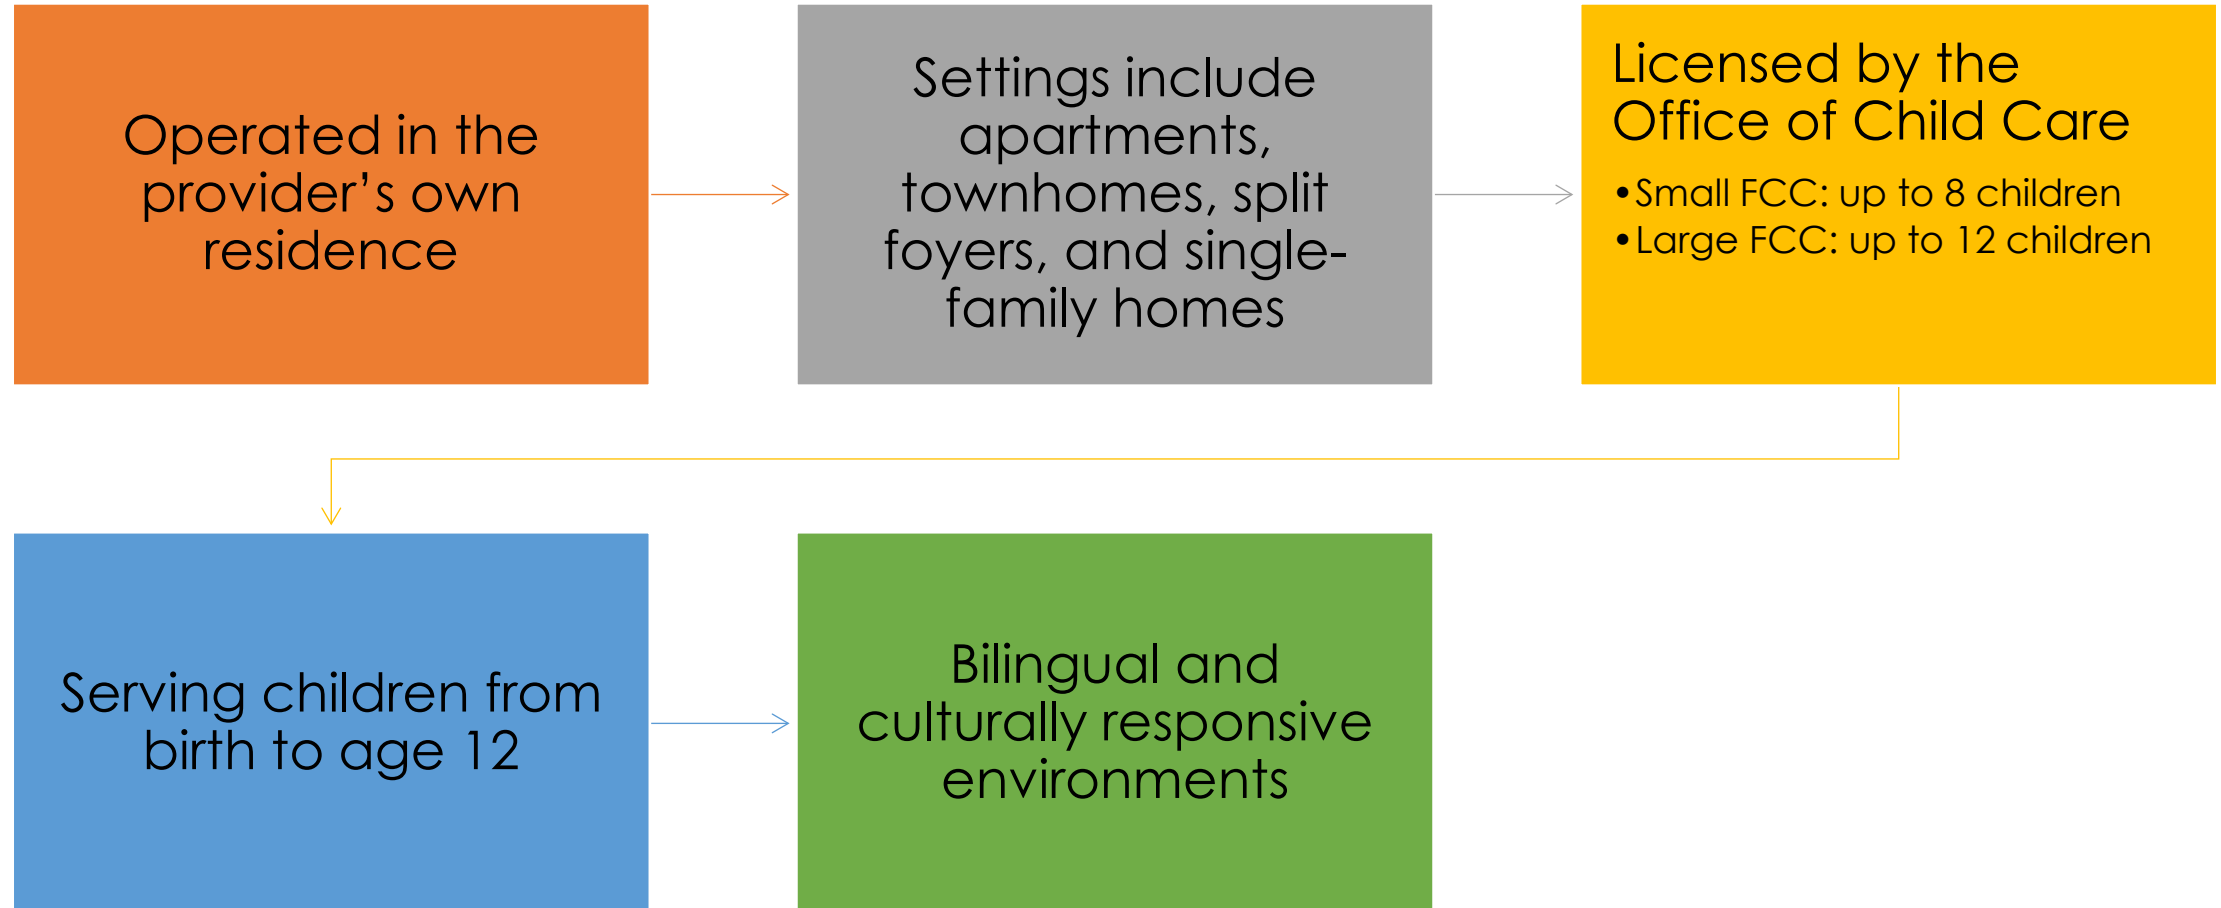 Operated in the
provider’s own
residence
Settings include
apartments,
townhomes, split
foyers, and single-
family homes
Licensed by the
Office of Child Care
•Small FCC: up to 8 children
•Large FCC: up to 12 children
Serving children from
birth to age 12
Bilingual and
culturally responsive
environments